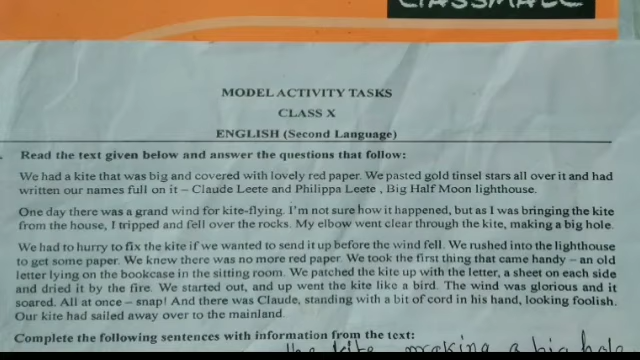 CLASSMATE
MODEL ACTIVITY TASKS
CLASS X
ENGLISH (Second Language)
Read the text given below and answer the questions that follow:
We had a kite that was big and covered with lovely red paper. We pasted gold tinsel stars all over it and had
written our names full on it – Claude Leete and Philippa Leete , Big Half Moon lighthouse.
One day there was a grand wind for kite-flying. I'm not sure how it happened, but as I was bringing the kite
from the house, I tripped and fell over the rocks. My elbow went clear through the kite, making a big hole.
We had to hurry to fix the kite if we wanted to send it up before the wind fell. We rushed into the lighthouse
to get some paper. We knew there was no more red paper. We took the first thing that came handy – an old
letter lying on the bookcase in the sitting room. We patched the kite up with the letter, a sheet on each side
and dried it by the fire. We started out, and up went the kite like a bird. The wind was glorious and it
soared. All at once – snap! And there was Claude, standing with a bit of cord in his hand, looking foolish.
Our kite had sailed away over to the mainland.
Complete the following sentences with information from the text:
the kite making a big hole